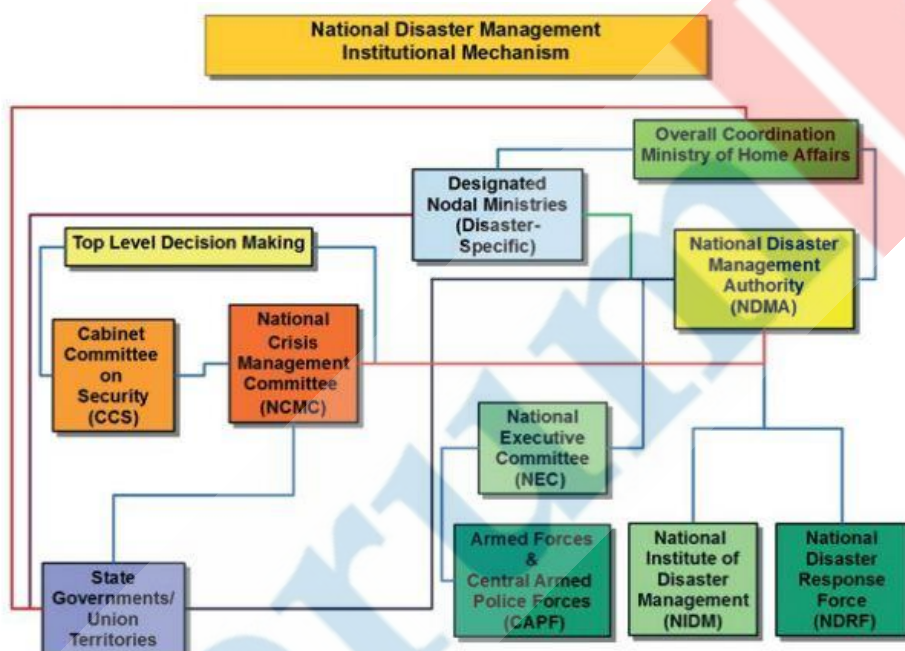 National Disaster Management
Institutional Mechanism
Overall Coordination
Ministry of Home Affairs
Designated
Nodal Ministries
(Disaster-
Specific)
Top Level Decision Making
National Disaster
Management
Authority
(NDMA)
Cabinet
Committee
on
Security
(CCS)
National
Crisis
Management
Committee
(NCMC)
National
Executive
Committee
(NEC)
Armed Forces
&
Central Armed
Police Forces
(CAPF)
National
Institute of
Disaster
Management
(NIDM)
National
Disaster
Response
Force
(NDRF)
State
Governments/
Union
Territories